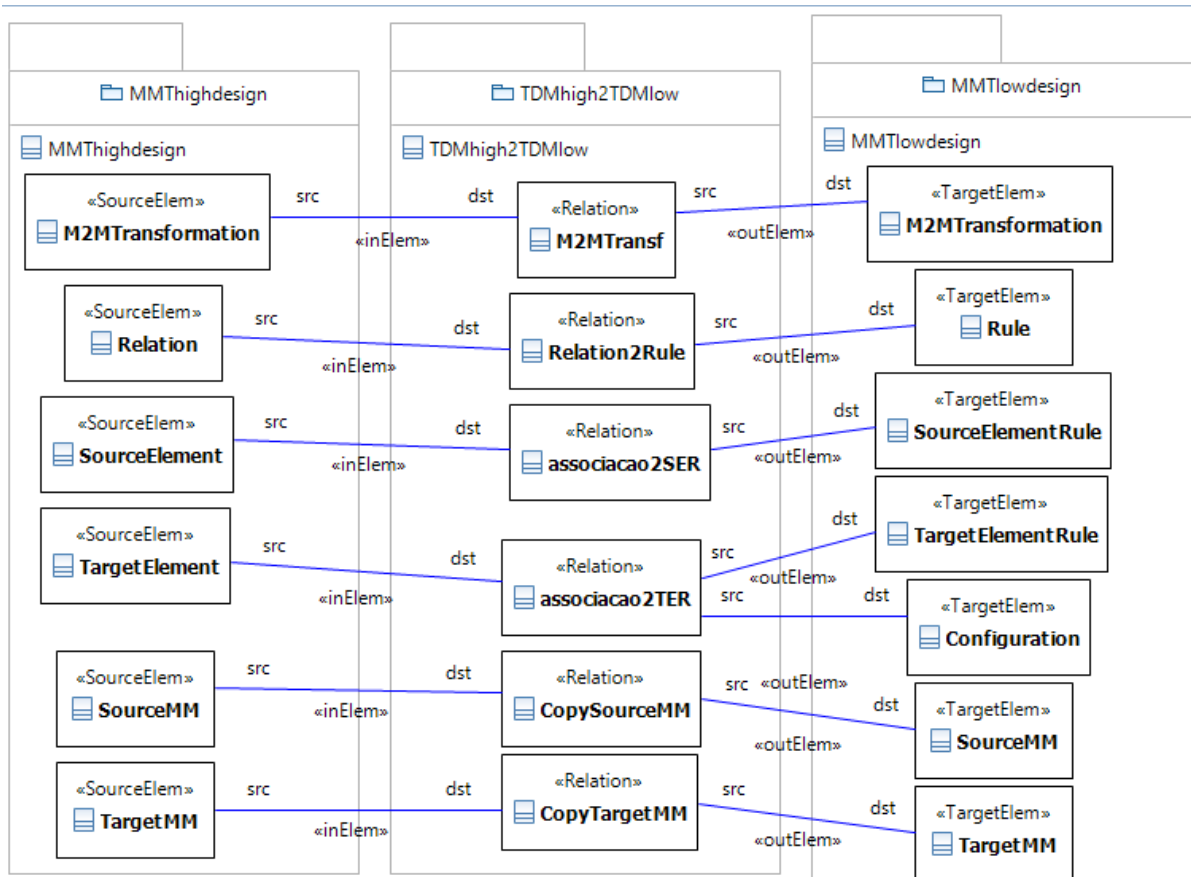 MMThighdesign
TDMhigh2TDMlow
MMTlowdesign
MMThighdesign
TDMhigh2TDMlow
MMTlowdesign
«SourceElem»
M2MTransformation
src
dst
«inElem»
«Relation»
M2MTransf
src
dst
«outElem»
«TargetElem»
M2MTransformation
«SourceElem»
Relation
src
dst
«inElem»
«Relation»
Relation2Rule
src
dst
«outElem»
«TargetElem»
Rule
«SourceElem»
SourceElement
src
dst
«inElem»
«Relation»
associacao2SER
src
dst
«outElem»
«TargetElem»
SourceElementRule
«SourceElem»
TargetElement
src
dst
«inElem»
«Relation»
associacao2TER
src
dst
«outElem»
«TargetElem»
TargetElementRule
src
dst
«outElem»
«TargetElem»
Configuration
«SourceElem»
SourceMM
src
dst
«inElem»
«Relation»
CopySourceMM
src
dst
«outElem»
«TargetElem»
SourceMM
«SourceElem»
TargetMM
src
dst
«inElem»
«Relation»
CopyTargetMM
src
dst
«outElem»
«TargetElem»
TargetMM